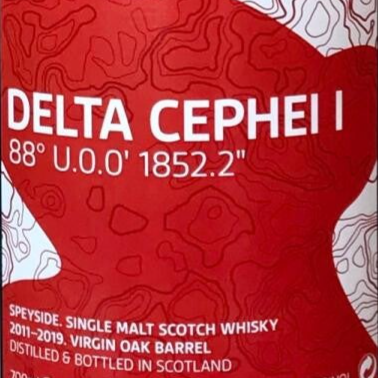 DELTA CEPHEI I
88° U.0.0' 1852.2"
SPEYSIDE. SINGLE MALT SCOTCH WHISKY
2011–2019. VIRGIN OAK BARREL
DISTILLED & BOTTLED IN SCOTLAND